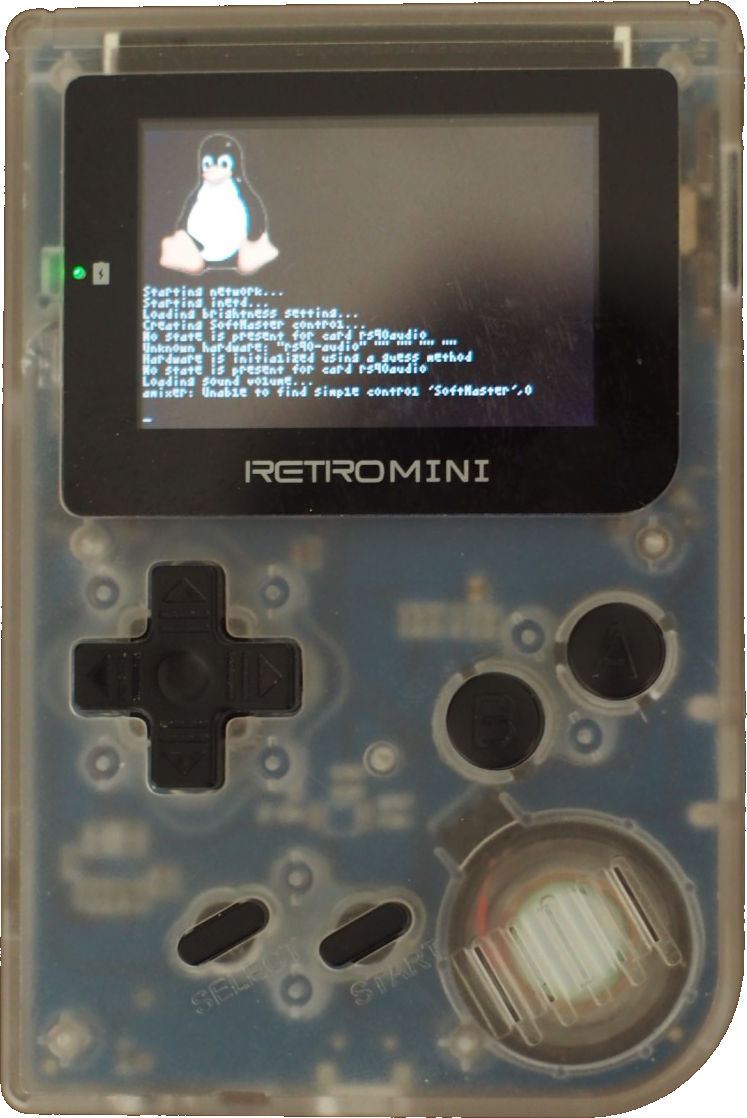 Starting network...
Starting inetd...
Loading brightness setting...
Creating SoftMaster control...
No state is present for card rs90audio
Unknown hardware: "rs90-audio" "" "" "" ""
Hardware is initialized using a guess method
No state is present for card rs90audio
Loading sound volume...
amixer: Unable to find simple control 'SoftMaster',0
RETROMINI
A
B
SELECT
START